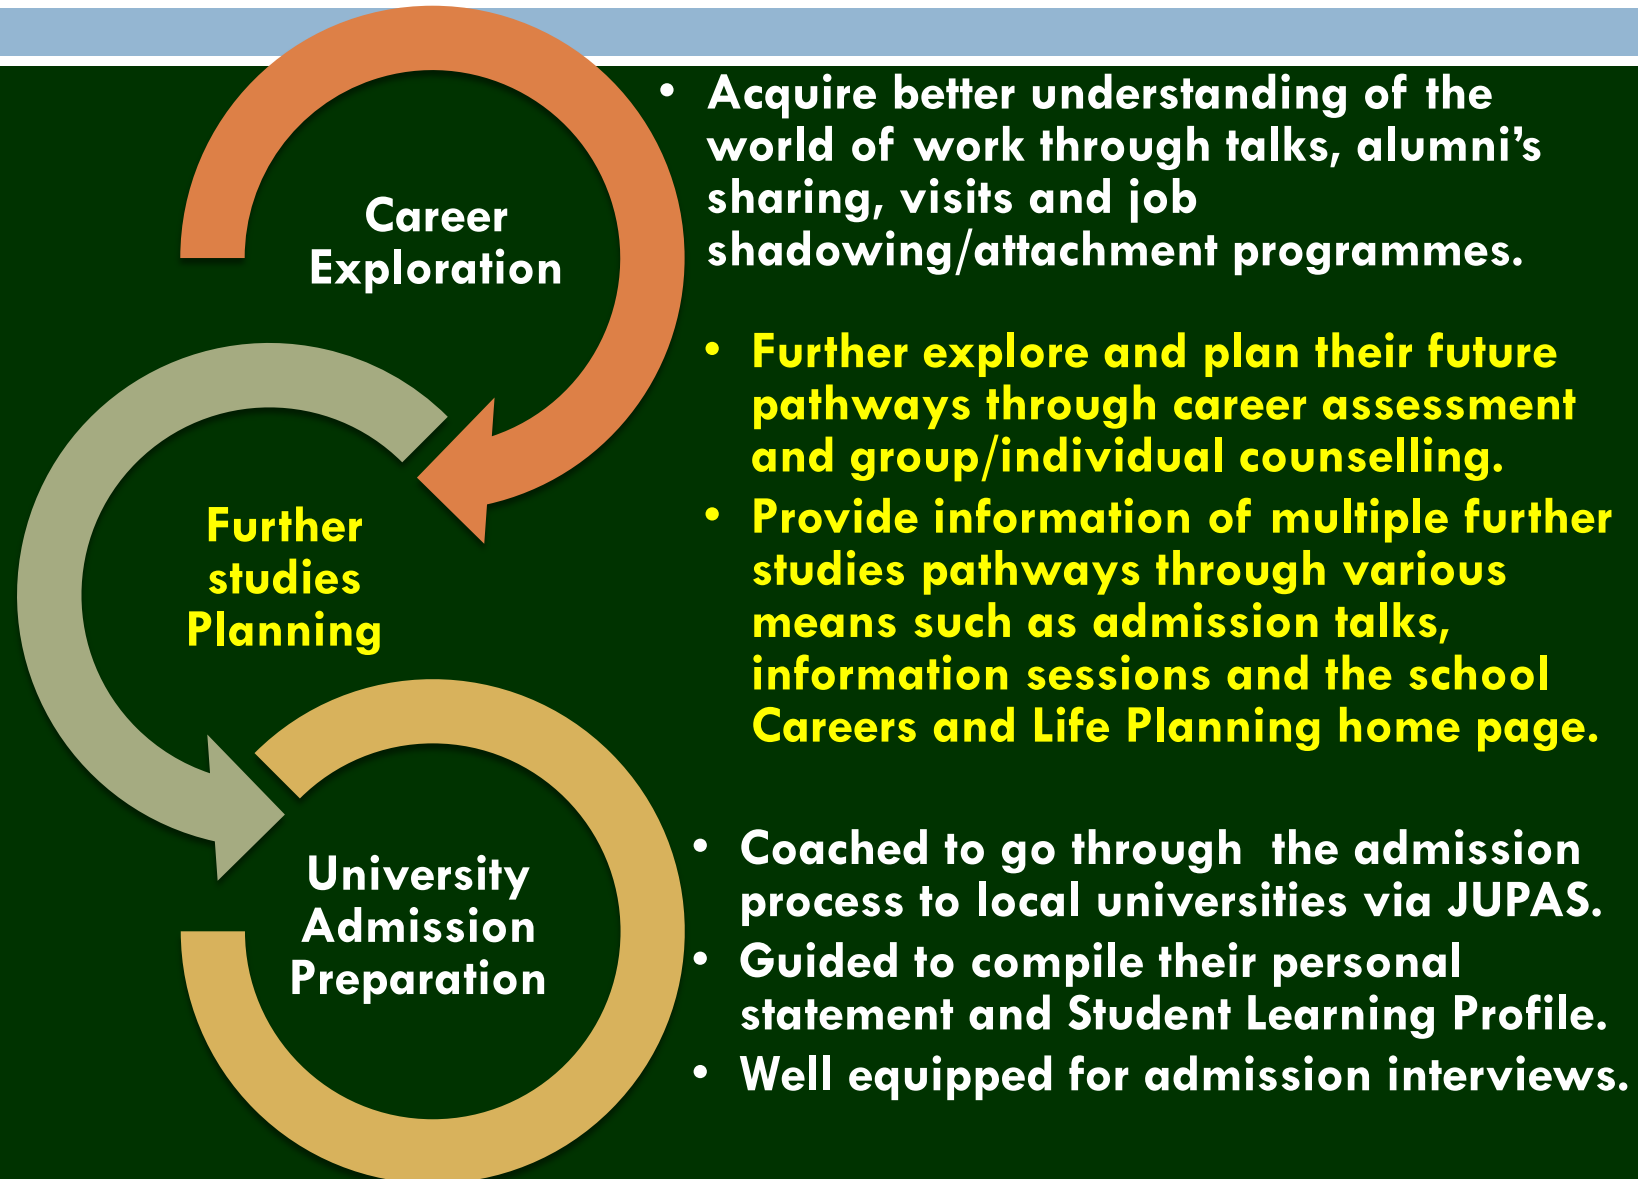 Career
Exploration
• Acquire better understanding of the
world of work through talks, alumni’s
sharing, visits and job
shadowing/attachment programmes.
Further
studies
Planning
• Further explore and plan their future
pathways through career assessment
and group/individual counselling.
• Provide information of multiple further
studies pathways through various
means such as admission talks,
information sessions and the school
Careers and Life Planning home page.
University
Admission
Preparation
• Coached to go through  the admission
process to local universities via JUPAS.
• Guided to compile their personal
statement and Student Learning Profile.
• Well equipped for admission interviews.